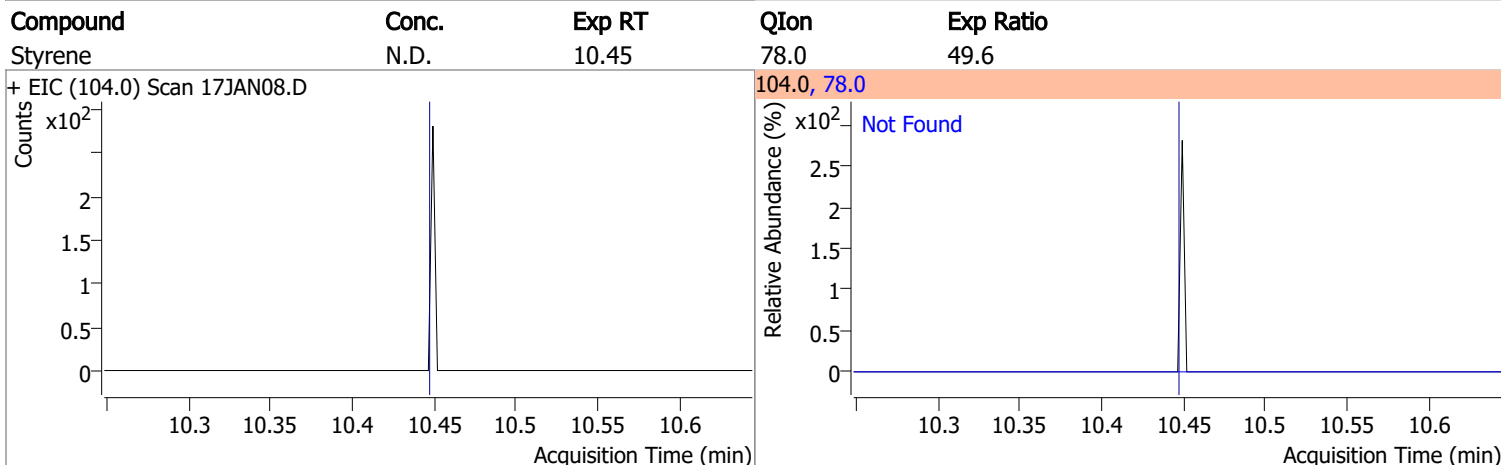 Compound Conc. Exp RT QIon Exp Ratio
Styrene N.D. 10.45 78.0 49.6
+ EIC (104.0) Scan 17JAN08.D
Counts
x10²
2
1.5
1
0.5
0
10.3 10.35 10.4 10.45 10.5 10.55 10.6
Acquisition Time (min)
104.0, 78.0
Relative Abundance (%)
x10²
Not Found
2.5
2
1.5
1
0.5
0
10.3 10.35 10.4 10.45 10.5 10.55 10.6
Acquisition Time (min)